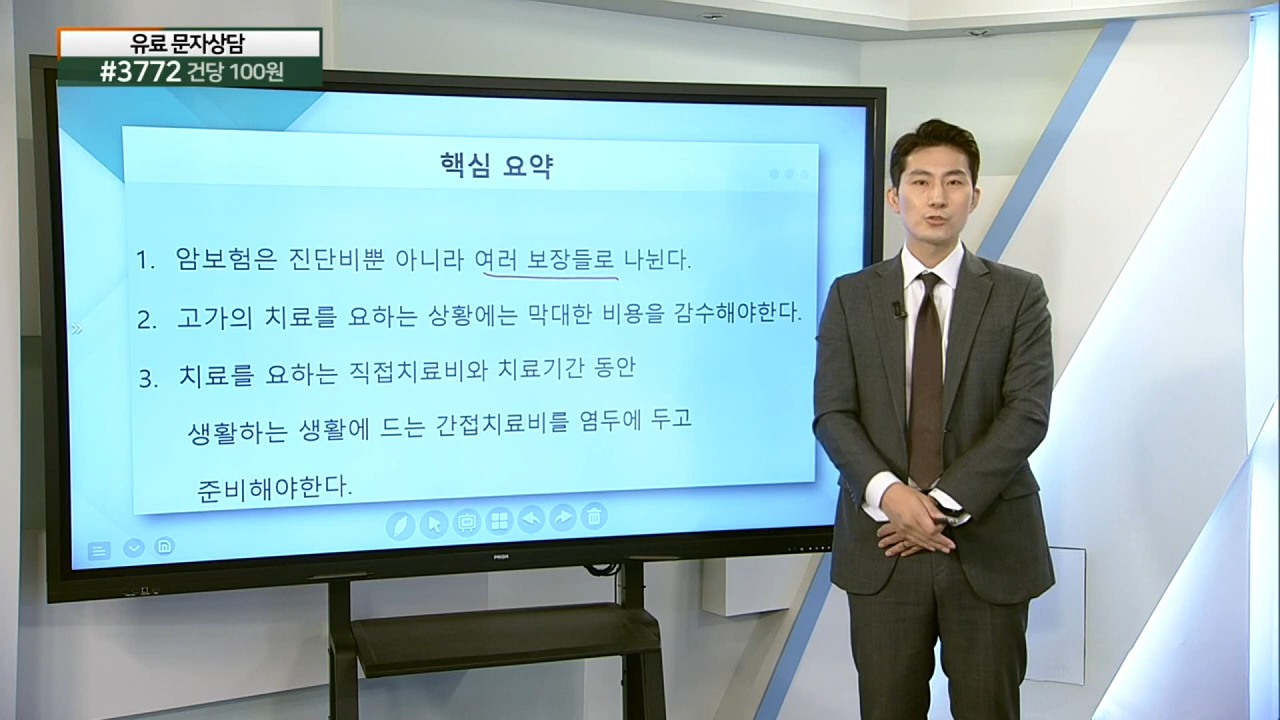 유료 문자상담
#3772 건당 100원
핵심 요약
1. 암보험은 진단비뿐 아니라 여러 보장들로 나뉜다.
2. 고가의 치료를 요하는 상황에는 막대한 비용을 감수해야한다.
3. 치료를 요하는 직접치료비와 치료기간 동안
생활하는 생활에 드는 간접치료비를 염두에 두고
준비해야한다.
PRISM